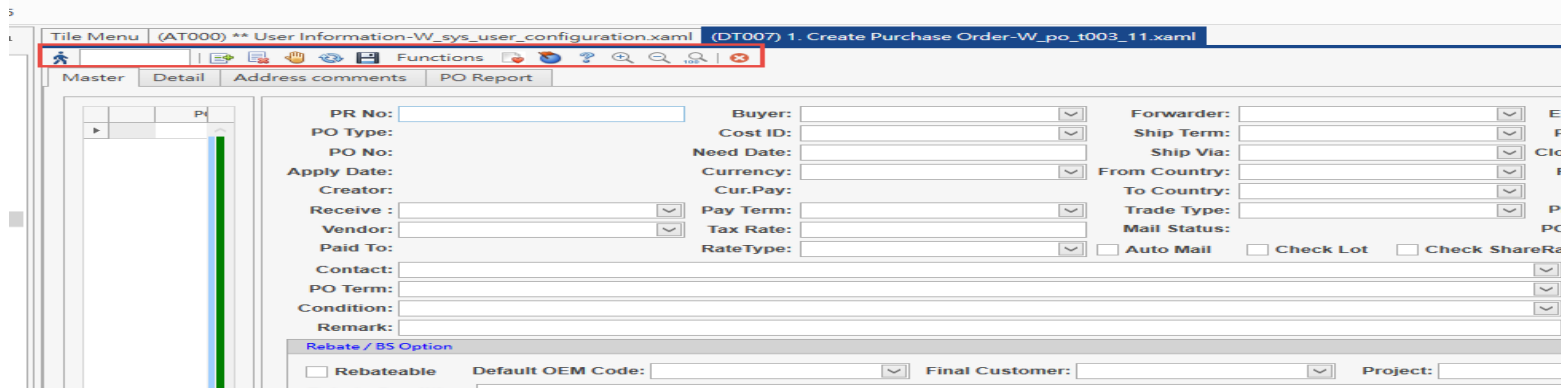 s
Tile Menu (AT000) ** User Information-W_sys_user_configuration.xaml (DT007) 1. Create Purchase Order-W_po_t003_11.xaml
Functions ? 100
Master Detail Address comments PO Report
PR No: Buyer: Forwarder: E
PO Type: Cost ID: Ship Term:
PO No: Need Date: Ship Via: Clo
Apply Date: Currency: From Country:
Creator: Cur.Pay: To Country:
Receive : Pay Term: Trade Type: P
Vendor: Tax Rate: Mail Status: PO
Paid To: RateType: Auto Mail Check Lot Check ShareRa
Contact:
PO Term:
Condition:
Remark:
Rebate / BS Option
Rebateable Default OEM Code: Final Customer: Project: